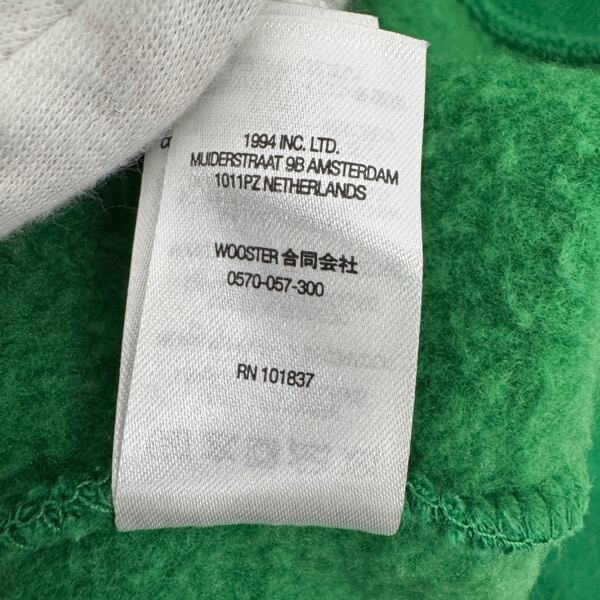 1994 INC. LTD.
MUIDERSTRAAT 9B AMSTERDAM
1011PZ NETHERLANDS
WOOSTER 合同会社
0570-057-300
RN 101837